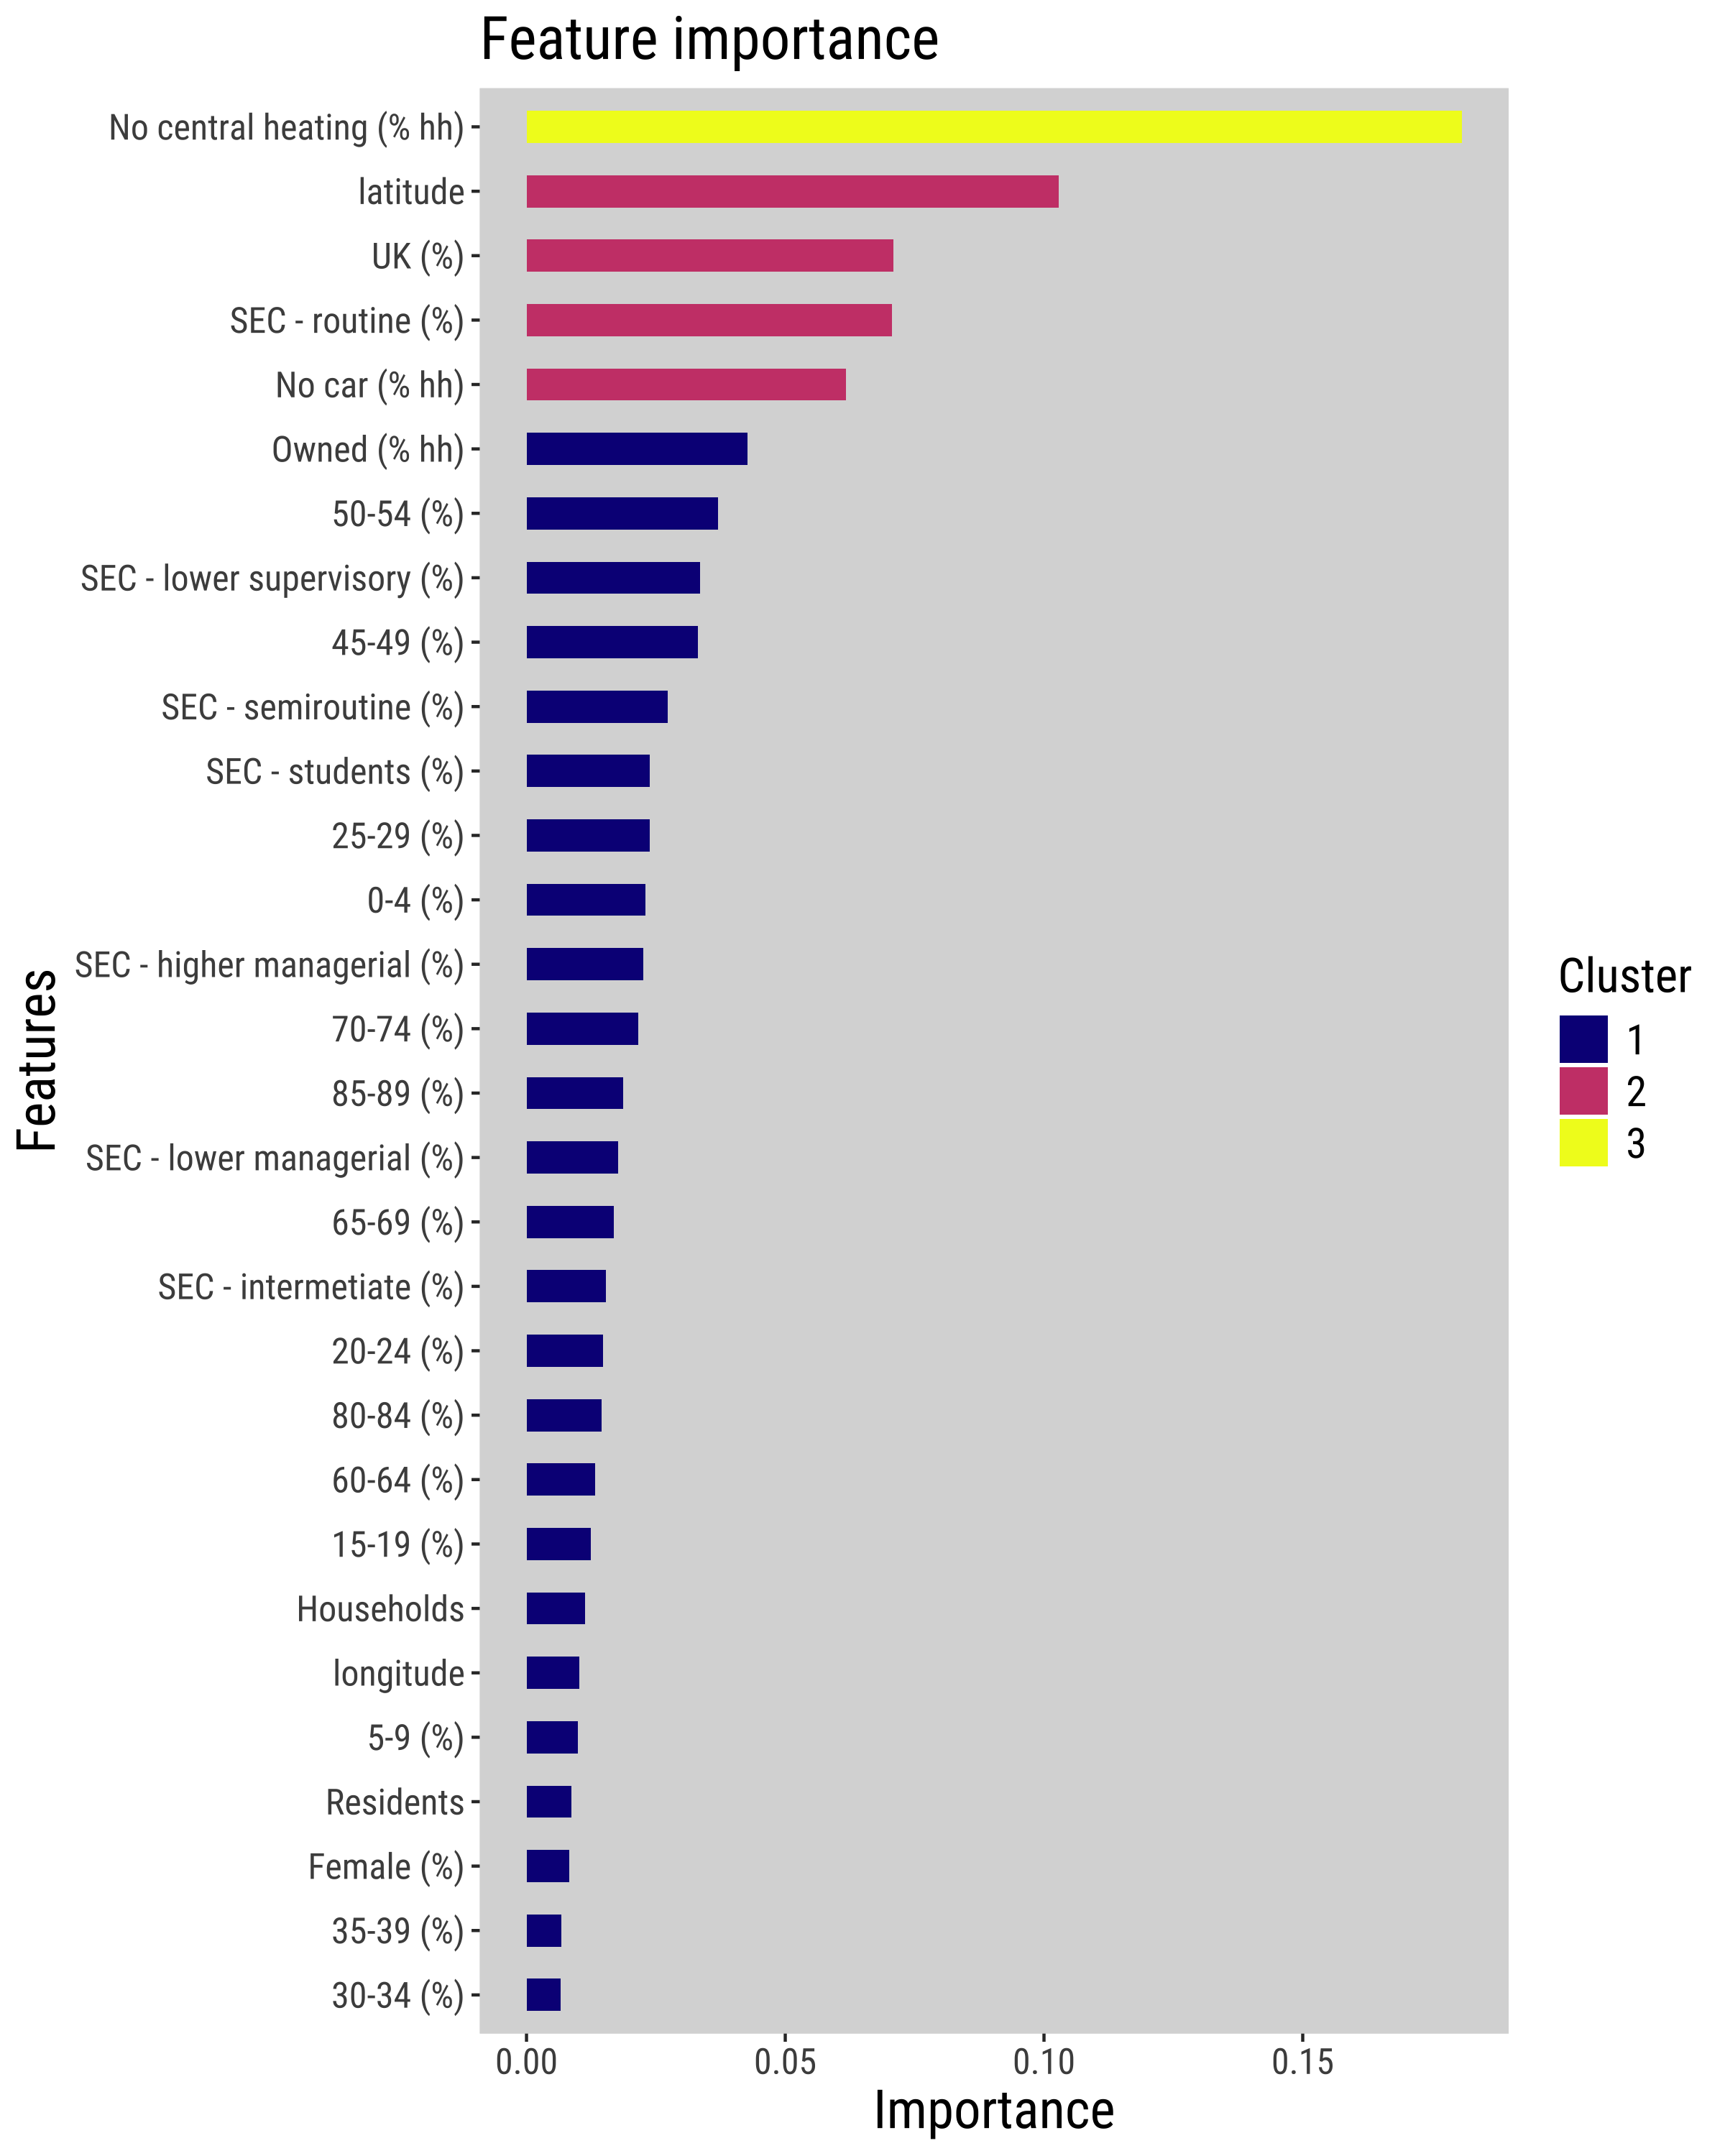 Feature importance
No central heating (% hh)
latitude
UK (%)
SEC - routine (%)
No car (% hh)
Owned (% hh)
50-54 (%)
SEC - lower supervisory (%)
45-49 (%)
SEC - semiroutine (%)
SEC - students (%)
25-29 (%)
0-4 (%)
SEC - higher managerial (%)
70-74 (%)
85-89 (%)
SEC - lower managerial (%)
65-69 (%)
SEC - intermetiate (%)
20-24 (%)
80-84 (%)
60-64 (%)
15-19 (%)
Households
longitude
5-9 (%)
Residents
Female (%)
35-39 (%)
30-34 (%)
Features
0.00
0.05
0.10
0.15
Importance
Cluster
1
2
3